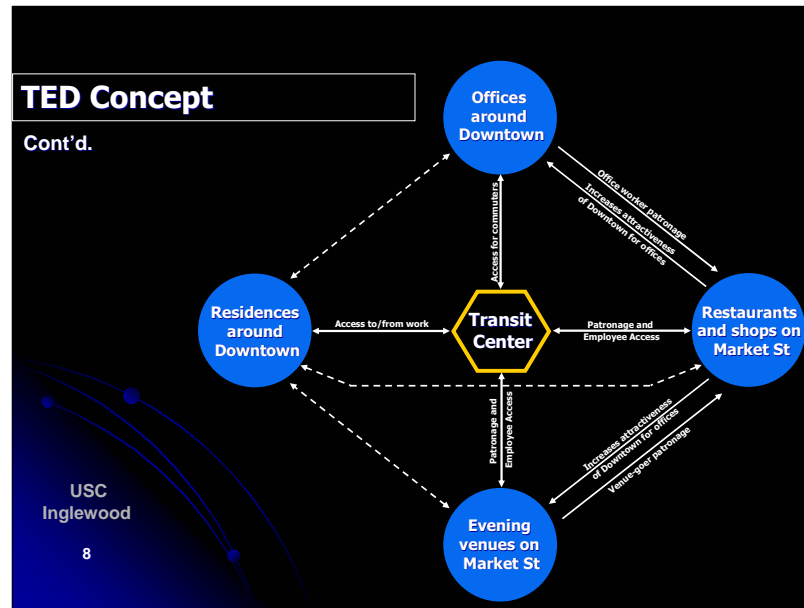 TED Concept
Cont'd.
Offices
around
Downtown
Office worker patronage
Increases attractiveness
of Downtown for offices
Access for commuters
Residences
around
Downtown
Access to/from work
Transit
Center
Patronage and
Employee Access
Restaurants
and shops on
Market St
Patronage and
Employee Access
Increases attractiveness
of Downtown for offices
Venue-goer patronage
Evening
venues on
Market St
USC
Inglewood
8